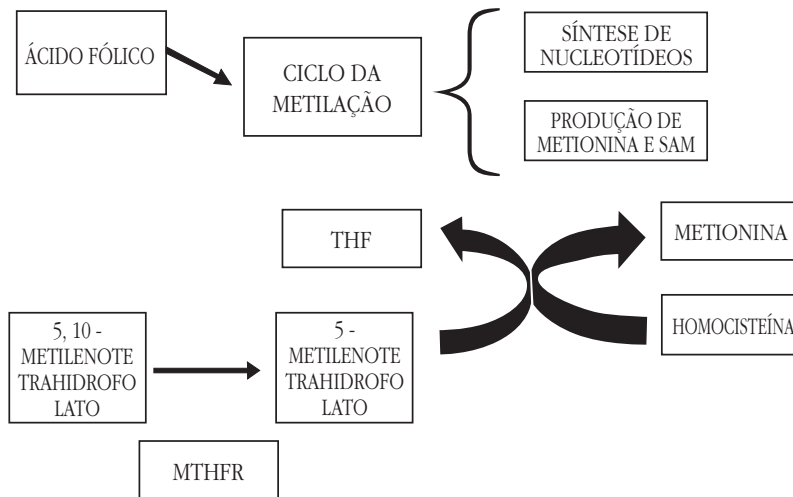 ÁCIDO FÓLICO
CICLO DA
METILAÇÃO
SÍNTESE DE
NUCLEOTÍDEOS
PRODUÇÃO DE
METIONINA E SAM
THF
METIONINA
5, 10 -
METILENOTE
TRAHIDROFO
LATO
5 -
METILENOTE
TRAHIDROFO
LATO
HOMOCISTEÍNA
MTHFR